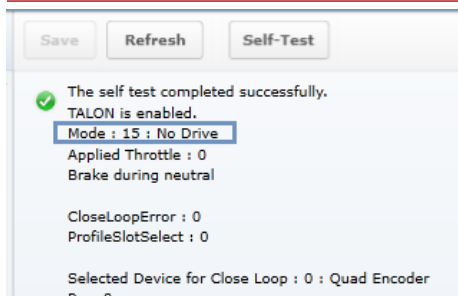 Save Refresh Self-Test
The self test completed successfully.
TALON is enabled.
Mode : 15 : No Drive
Applied Throttle : 0
Brake during neutral
CloseLoopError : 0
ProfileSlotSelect : 0
Selected Device for Close Loop : 0 : Quad Encoder